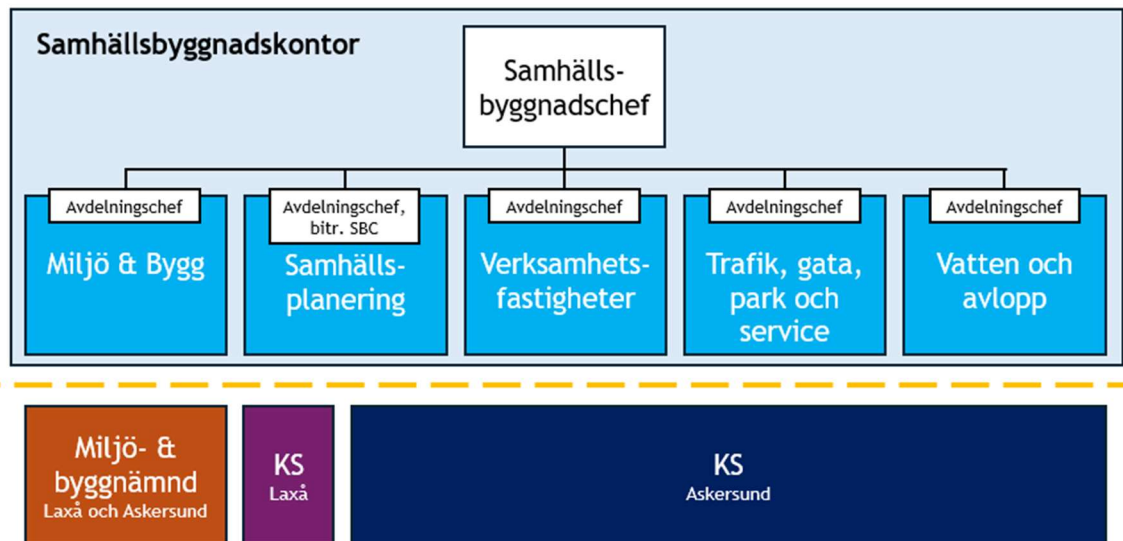 Samhällsbyggnadskontor
Samhälls-
byggnadschef
Avdelningschef
Miljö & Bygg
Avdelningschef,
bitr. SBC
Samhälls-
planering
Avdelningschef
Verksamhets-
fastigheter
Avdelningschef
Trafik, gata,
park och
service
Avdelningschef
Vatten och
avlopp
Miljö- &
byggnämnd
Laxå och Askersund
KS
Laxå
KS
Askersund